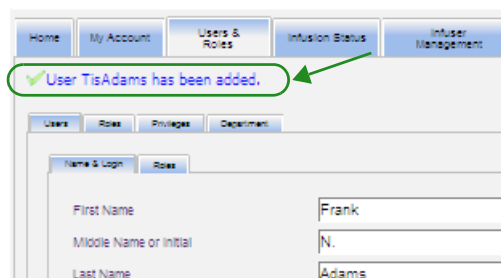 Home
My Account
Users &
Roles
Infusion Status
Infuser
Management
User TisAdams has been added.
Users
Roles
Privileges
Department
Name & Login
Roles
First Name
Frank
Middle Name or Initial
N.
Last Name
Adams